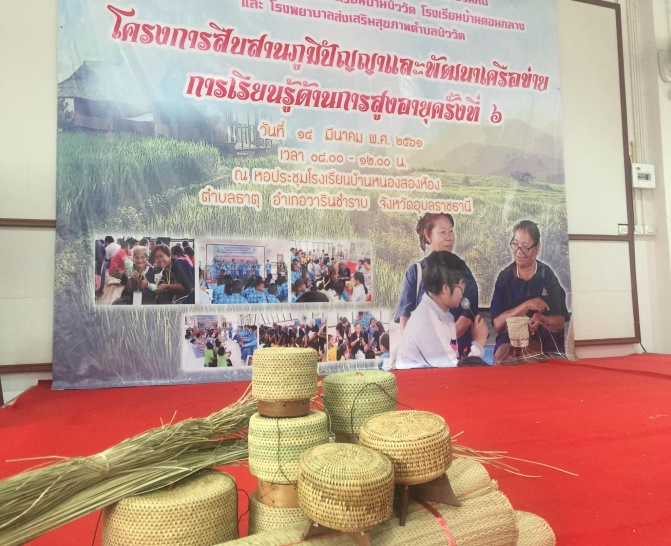 โรงเรียนบ้านบัววัด โรงเรียนบ้านดอนกลาง
และ โรงพยาบาลส่งเสริมสุขภาพตำบลบัววัด
โครงการสืบสานภูมิปัญญาและพัฒนาเครือข่าย
การเรียนรู้ด้านการสูงอายุครั้งที่ ๖
วันที่ ๑๔ มีนาคม พ.ศ. ๒๕๖๑
เวลา ๐๘.๐๐ - ๑๒.๐๐ น.
ณ หอประชุมโรงเรียนบ้านหนองสองห้อง
ตำบลธาตุ อำเภอวารินชำราบ จังหวัดอุบลราชธานี